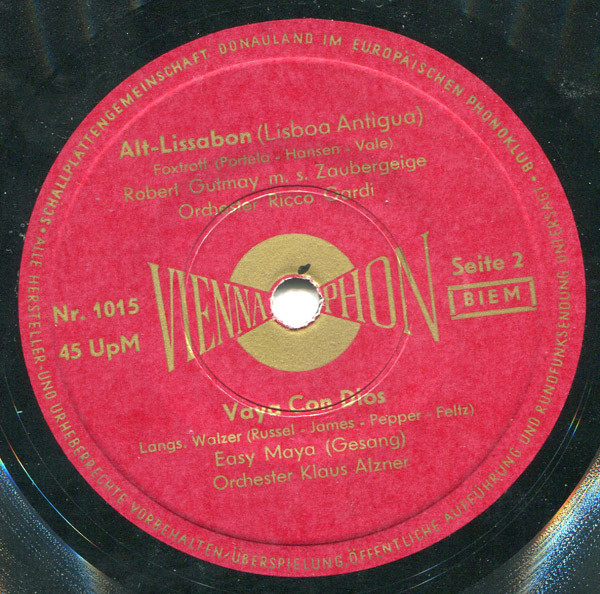 • SCHALLPLATTENGEMEINSCHAFT DONAULAND IM EUROPÄISCHEN PHONOKLUB •
ALLE HERSTELLER- UND URHEBERRECHTE VORBEHALTEN/ÜBERSPIELUNG, ÖFFENTLICHE AUFFÜHRUNG UND RUNDFUNKSENDUNG UNTERSAGT
Alt-Lissabon (Lisboa Antigua)
Foxtrott (Portela - Hansen - Vale)
Robert Gutmay m. s. Zaubergeige
Orchester Ricco Gardi
VIENNAPHON
Nr. 1015
45 UpM
Seite 2
BIEM
Vaya Con Dios
Langs. Walzer (Russel - James - Pepper - Feltz)
Easy Maya (Gesang)
Orchester Klaus Alzner